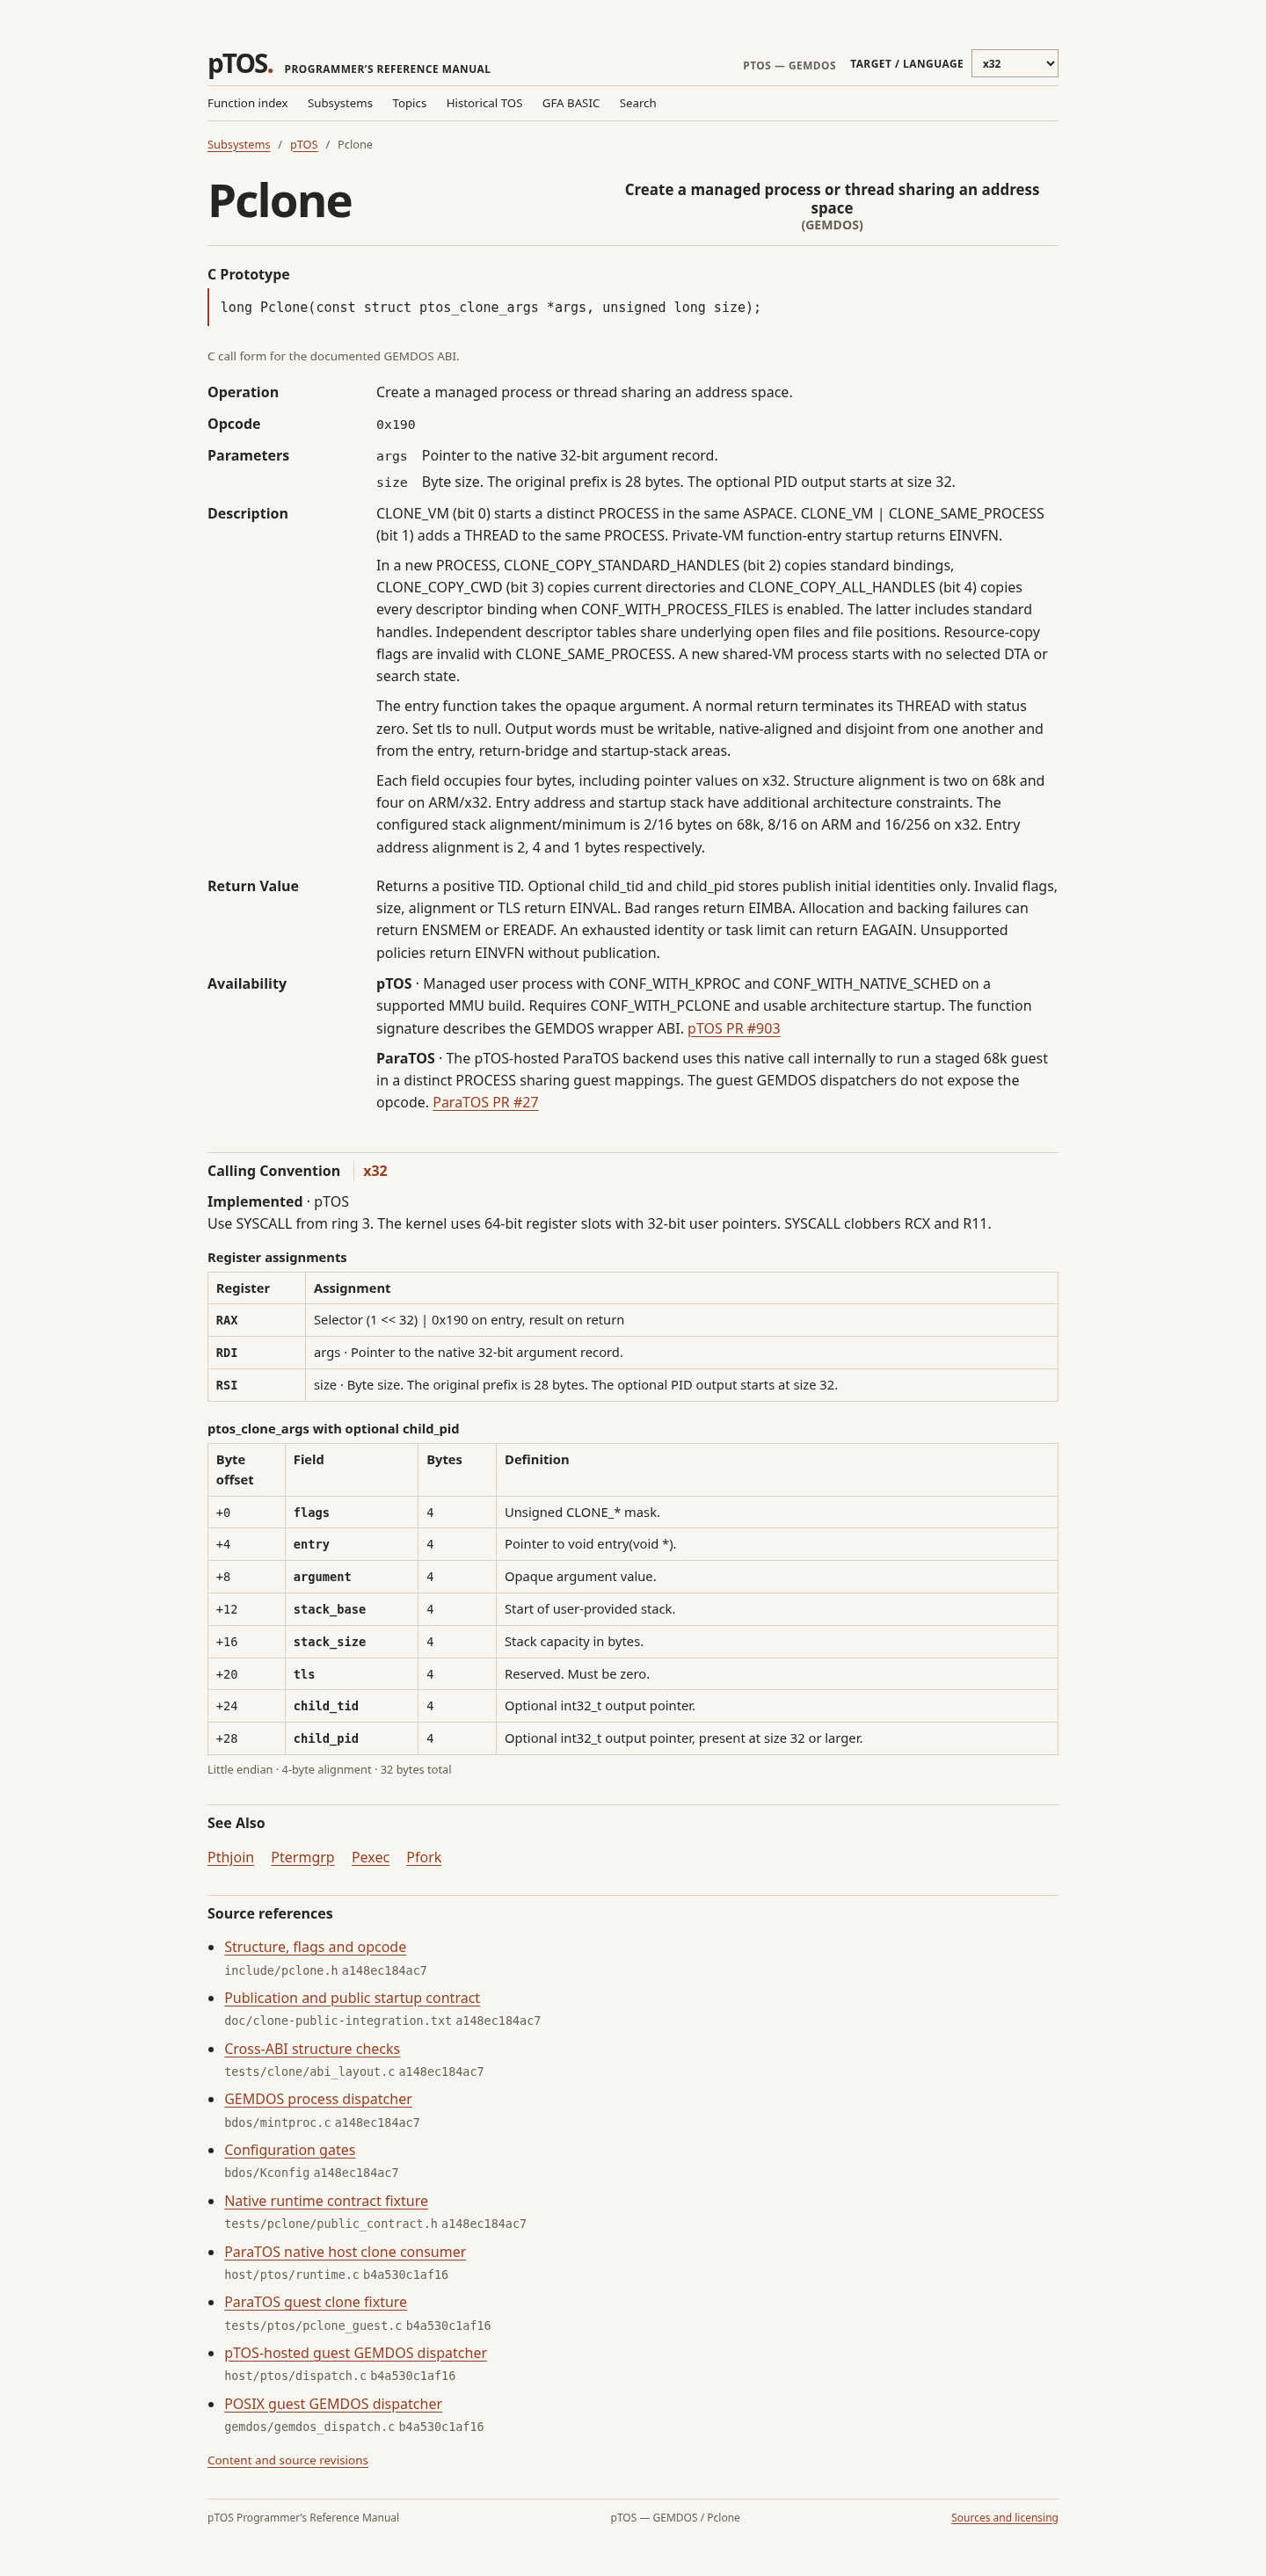 pTOS. PROGRAMMER’S REFERENCE MANUAL PTOS — GEMDOS TARGET / LANGUAGE x32
Function index Subsystems Topics Historical TOS GFA BASIC Search
Subsystems / pTOS / Pclone
Pclone
Create a managed process or thread sharing an address
space
(GEMDOS)
C Prototype
long Pclone(const struct ptos_clone_args *args, unsigned long size);
C call form for the documented GEMDOS ABI.
Operation Create a managed process or thread sharing an address space.
Opcode 0x190
Parameters args Pointer to the native 32-bit argument record.
size Byte size. The original prefix is 28 bytes. The optional PID output starts at size 32.
Description CLONE_VM (bit 0) starts a distinct PROCESS in the same ASPACE. CLONE_VM | CLONE_SAME_PROCESS
(bit 1) adds a THREAD to the same PROCESS. Private-VM function-entry startup returns EINVFN.
In a new PROCESS, CLONE_COPY_STANDARD_HANDLES (bit 2) copies standard bindings,
CLONE_COPY_CWD (bit 3) copies current directories and CLONE_COPY_ALL_HANDLES (bit 4) copies
every descriptor binding when CONF_WITH_PROCESS_FILES is enabled. The latter includes standard
handles. Independent descriptor tables share underlying open files and file positions. Resource-copy
flags are invalid with CLONE_SAME_PROCESS. A new shared-VM process starts with no selected DTA or
search state.
The entry function takes the opaque argument. A normal return terminates its THREAD with status
zero. Set tls to null. Output words must be writable, native-aligned and disjoint from one another and
from the entry, return-bridge and startup-stack areas.
Each field occupies four bytes, including pointer values on x32. Structure alignment is two on 68k and
four on ARM/x32. Entry address and startup stack have additional architecture constraints. The
configured stack alignment/minimum is 2/16 bytes on 68k, 8/16 on ARM and 16/256 on x32. Entry
address alignment is 2, 4 and 1 bytes respectively.
Return Value Returns a positive TID. Optional child_tid and child_pid stores publish initial identities only. Invalid flags,
size, alignment or TLS return EINVAL. Bad ranges return EIMBA. Allocation and backing failures can
return ENSMEM or EREADF. An exhausted identity or task limit can return EAGAIN. Unsupported
policies return EINVFN without publication.
Availability pTOS · Managed user process with CONF_WITH_KPROC and CONF_WITH_NATIVE_SCHED on a
supported MMU build. Requires CONF_WITH_PCLONE and usable architecture startup. The function
signature describes the GEMDOS wrapper ABI. pTOS PR #903
ParaTOS · The pTOS-hosted ParaTOS backend uses this native call internally to run a staged 68k guest
in a distinct PROCESS sharing guest mappings. The guest GEMDOS dispatchers do not expose the
opcode. ParaTOS PR #27
Calling Convention x32
Implemented · pTOS
Use SYSCALL from ring 3. The kernel uses 64-bit register slots with 32-bit user pointers. SYSCALL clobbers RCX and R11.
Register assignments
Register Assignment
RAX Selector (1 << 32) | 0x190 on entry, result on return
RDI args · Pointer to the native 32-bit argument record.
RSI size · Byte size. The original prefix is 28 bytes. The optional PID output starts at size 32.
ptos_clone_args with optional child_pid
Byte offset Field Bytes Definition
+0 flags 4 Unsigned CLONE_* mask.
+4 entry 4 Pointer to void entry(void *).
+8 argument 4 Opaque argument value.
+12 stack_base 4 Start of user-provided stack.
+16 stack_size 4 Stack capacity in bytes.
+20 tls 4 Reserved. Must be zero.
+24 child_tid 4 Optional int32_t output pointer.
+28 child_pid 4 Optional int32_t output pointer, present at size 32 or larger.
Little endian · 4-byte alignment · 32 bytes total
See Also
Pthjoin Ptermgrp Pexec Pfork
Source references
• Structure, flags and opcode
include/pclone.h a148ec184ac7
• Publication and public startup contract
doc/clone-public-integration.txt a148ec184ac7
• Cross-ABI structure checks
tests/clone/abi_layout.c a148ec184ac7
• GEMDOS process dispatcher
bdos/mintproc.c a148ec184ac7
• Configuration gates
bdos/Kconfig a148ec184ac7
• Native runtime contract fixture
tests/pclone/public_contract.h a148ec184ac7
• ParaTOS native host clone consumer
host/ptos/runtime.c b4a530c1af16
• ParaTOS guest clone fixture
tests/ptos/pclone_guest.c b4a530c1af16
• pTOS-hosted guest GEMDOS dispatcher
host/ptos/dispatch.c b4a530c1af16
• POSIX guest GEMDOS dispatcher
gemdos/gemdos_dispatch.c b4a530c1af16
Content and source revisions
pTOS Programmer’s Reference Manual pTOS — GEMDOS / Pclone Sources and licensing